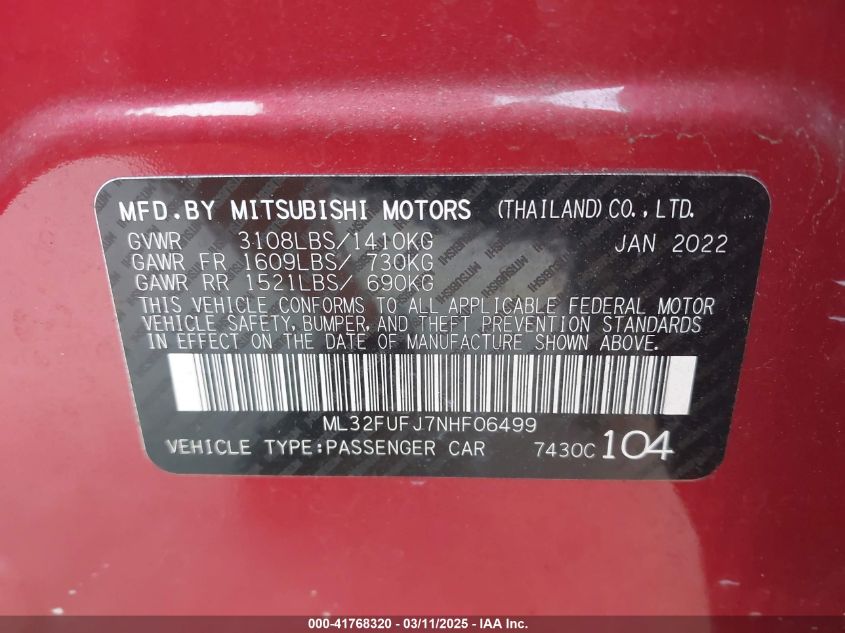 MFD.BY MITSUBISHI MOTORS (THAILAND)CO.,LTD.
GVWR 3108LBS/1410KG JAN 2022
GAWR FR 1609LBS/ 730KG
GAWR RR 1521LBS/ 690KG
THIS VEHICLE CONFORMS TO ALL APPLICABLE FEDERAL MOTOR
VEHICLE SAFETY, BUMPER, AND THEFT PREVENTION STANDARDS
IN EFFECT ON THE DATE OF MANUFACTURE SHOWN ABOVE.
ML32FUFJ7NHF06499
VEHICLE TYPE:PASSENGER CAR 7430C 104
000-41768320 - 03/11/2025 - IAA